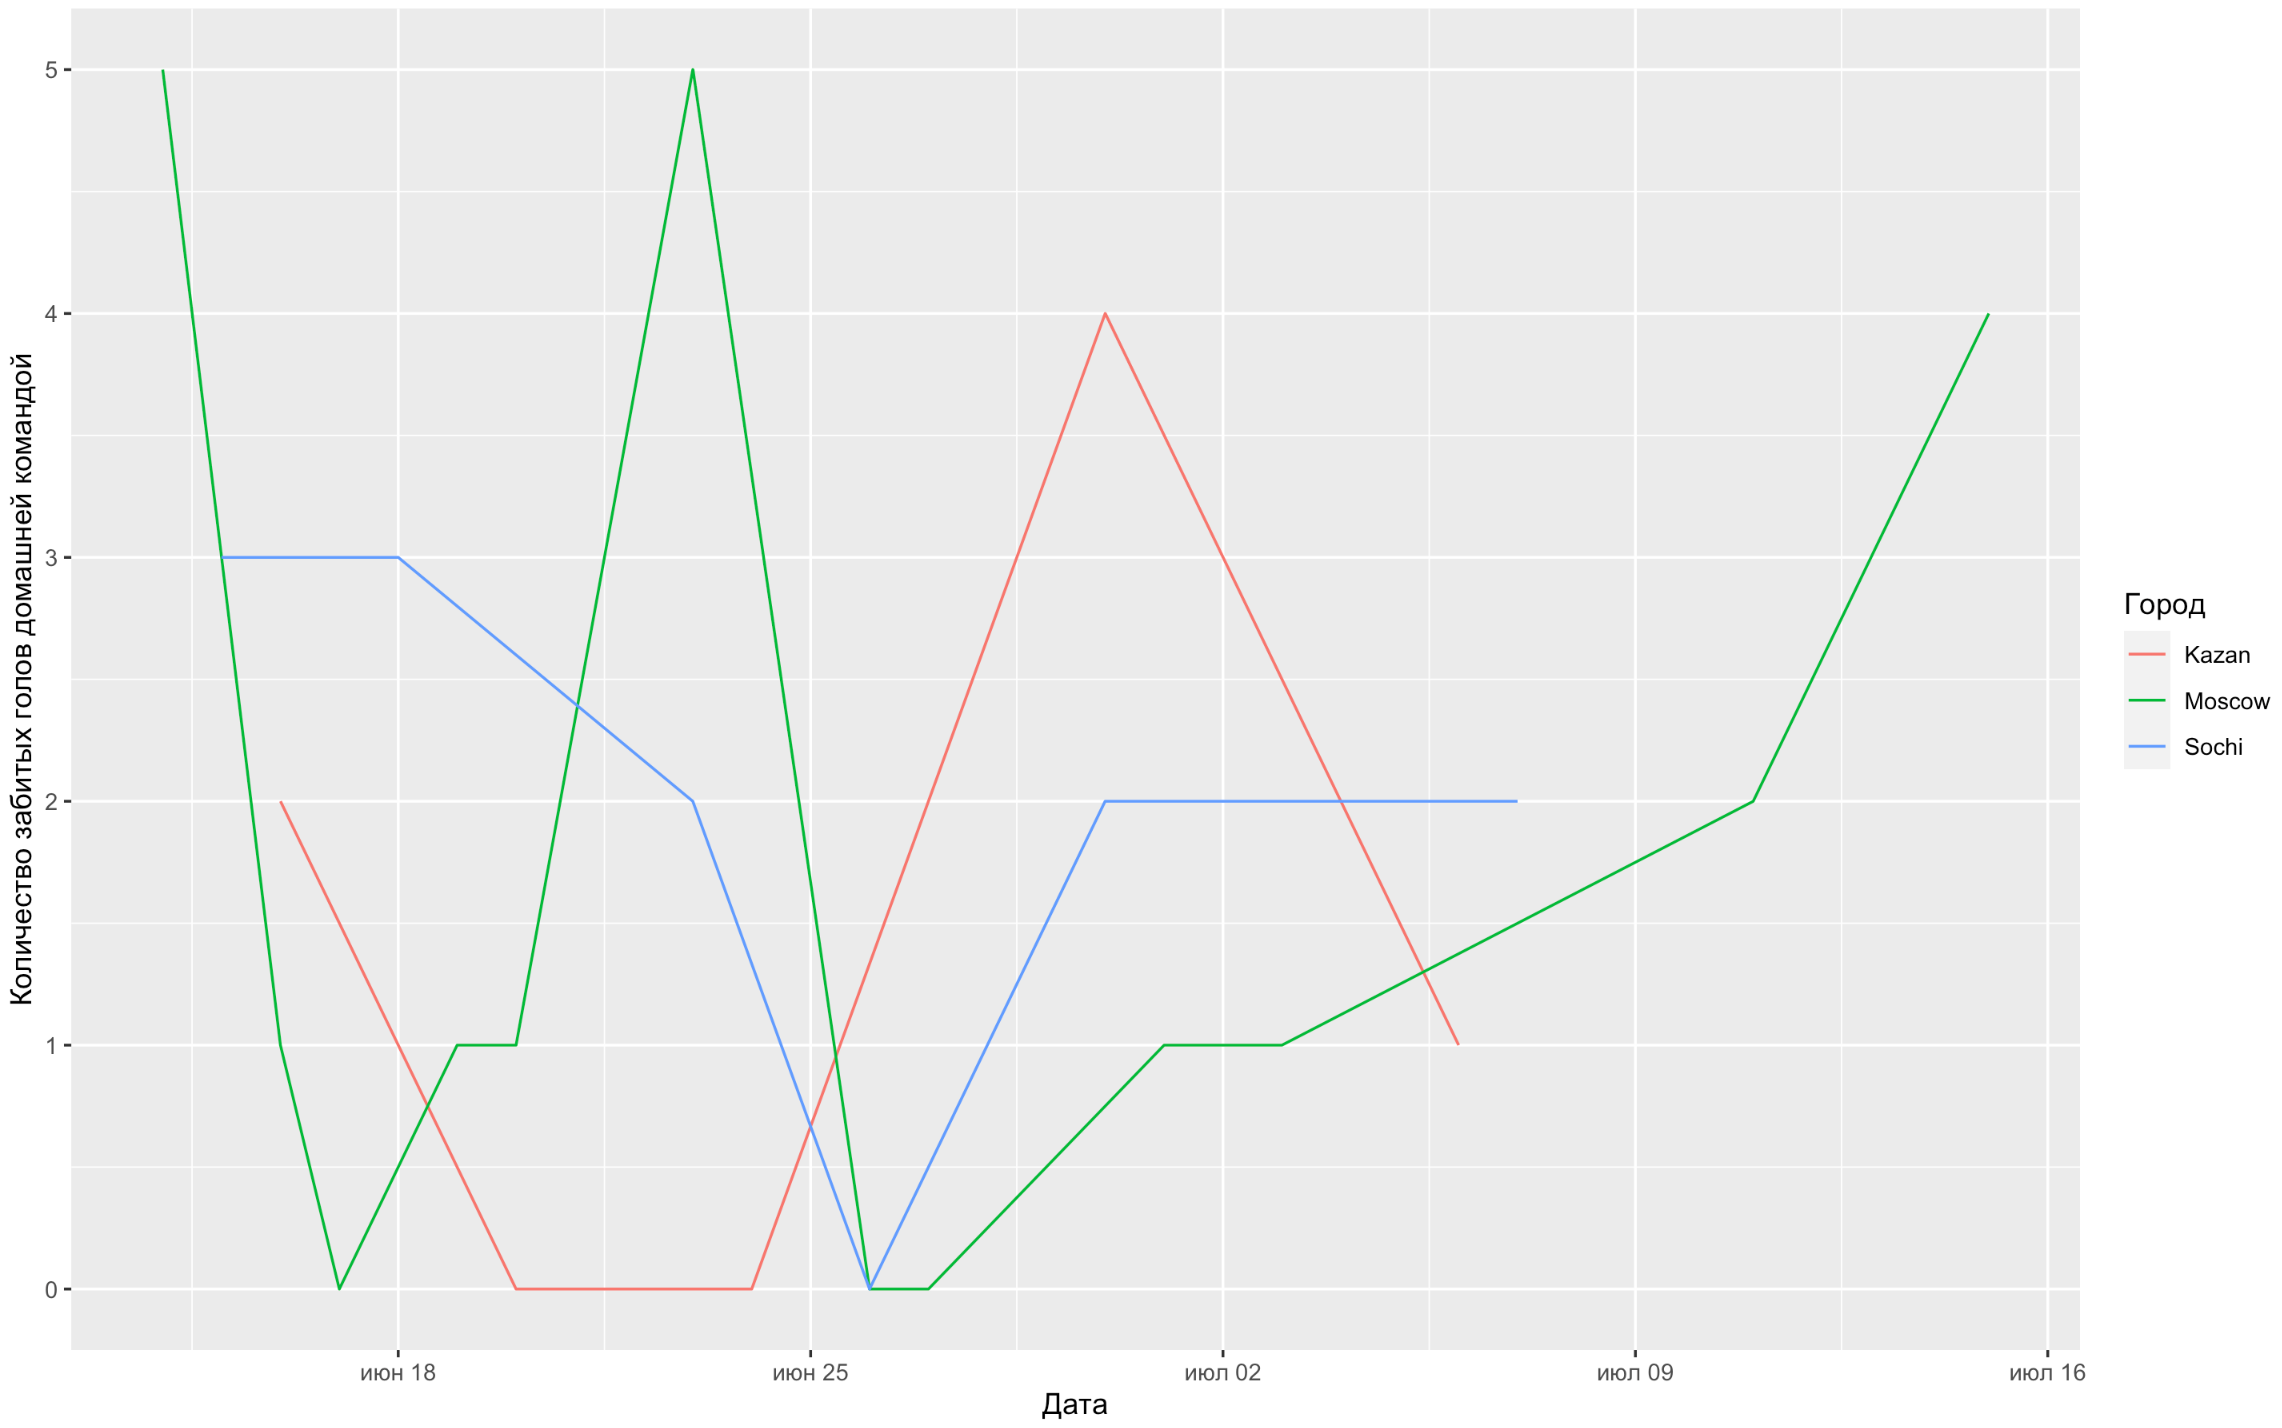 Количество забитых голов домашней командой
5
4
3
2
1
0
июн 18
июн 25
июл 02
июл 09
июл 16
Дата
Город
Kazan
Moscow
Sochi